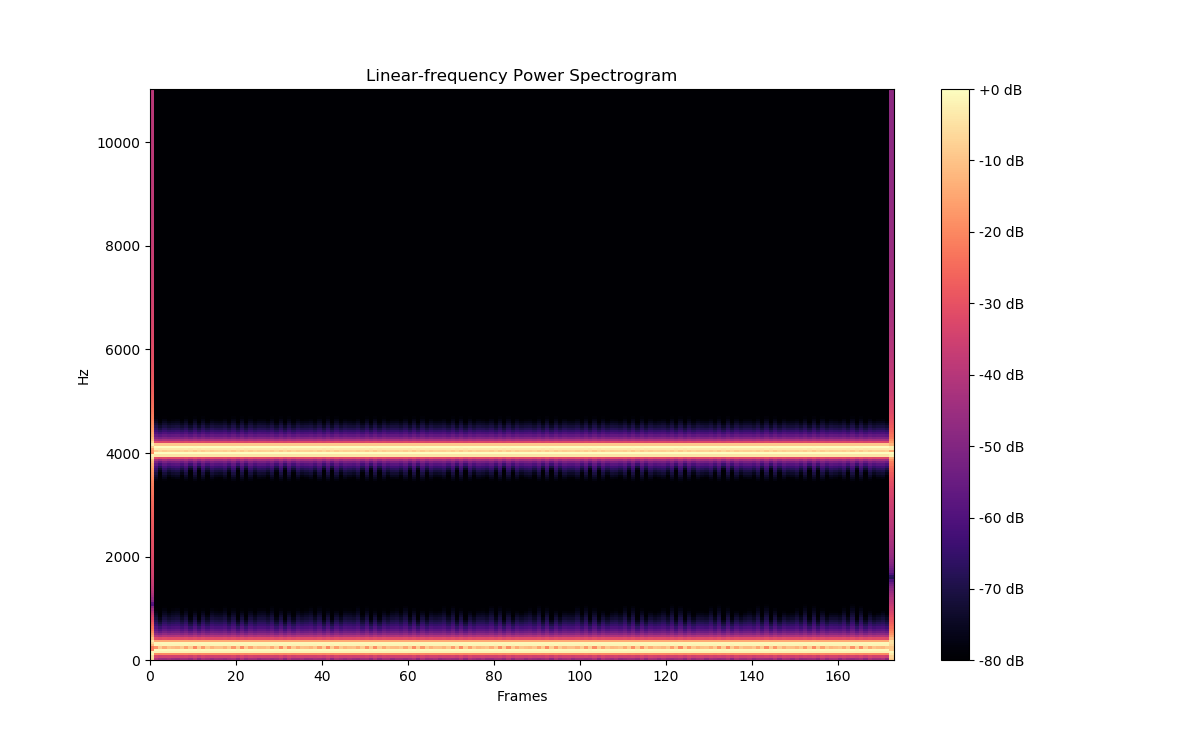 Linear-frequency Power Spectrogram
10000
8000
6000
4000
2000
0
Hz
0 20 40 60 80 100 120 140 160
Frames
+0 dB
-10 dB
-20 dB
-30 dB
-40 dB
-50 dB
-60 dB
-70 dB
-80 dB